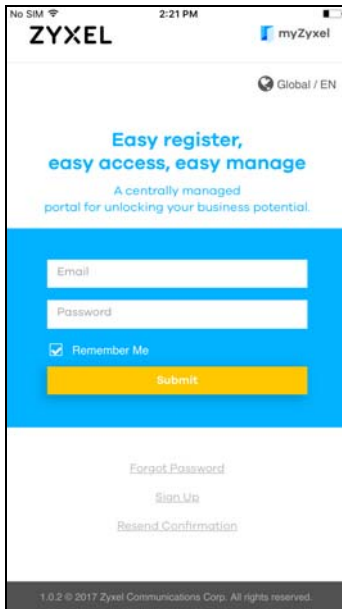 No SIM 2:21 PM
ZYXEL myZyxel
Global / EN
Easy register,
easy access, easy manage
A centrally managed
portal for unlocking your business potential.
Email
Password
Remember Me
Submit
Forgot Password
Sign Up
Resend Confirmation
1.0.2 © 2017 Zyxel Communications Corp. All rights reserved.